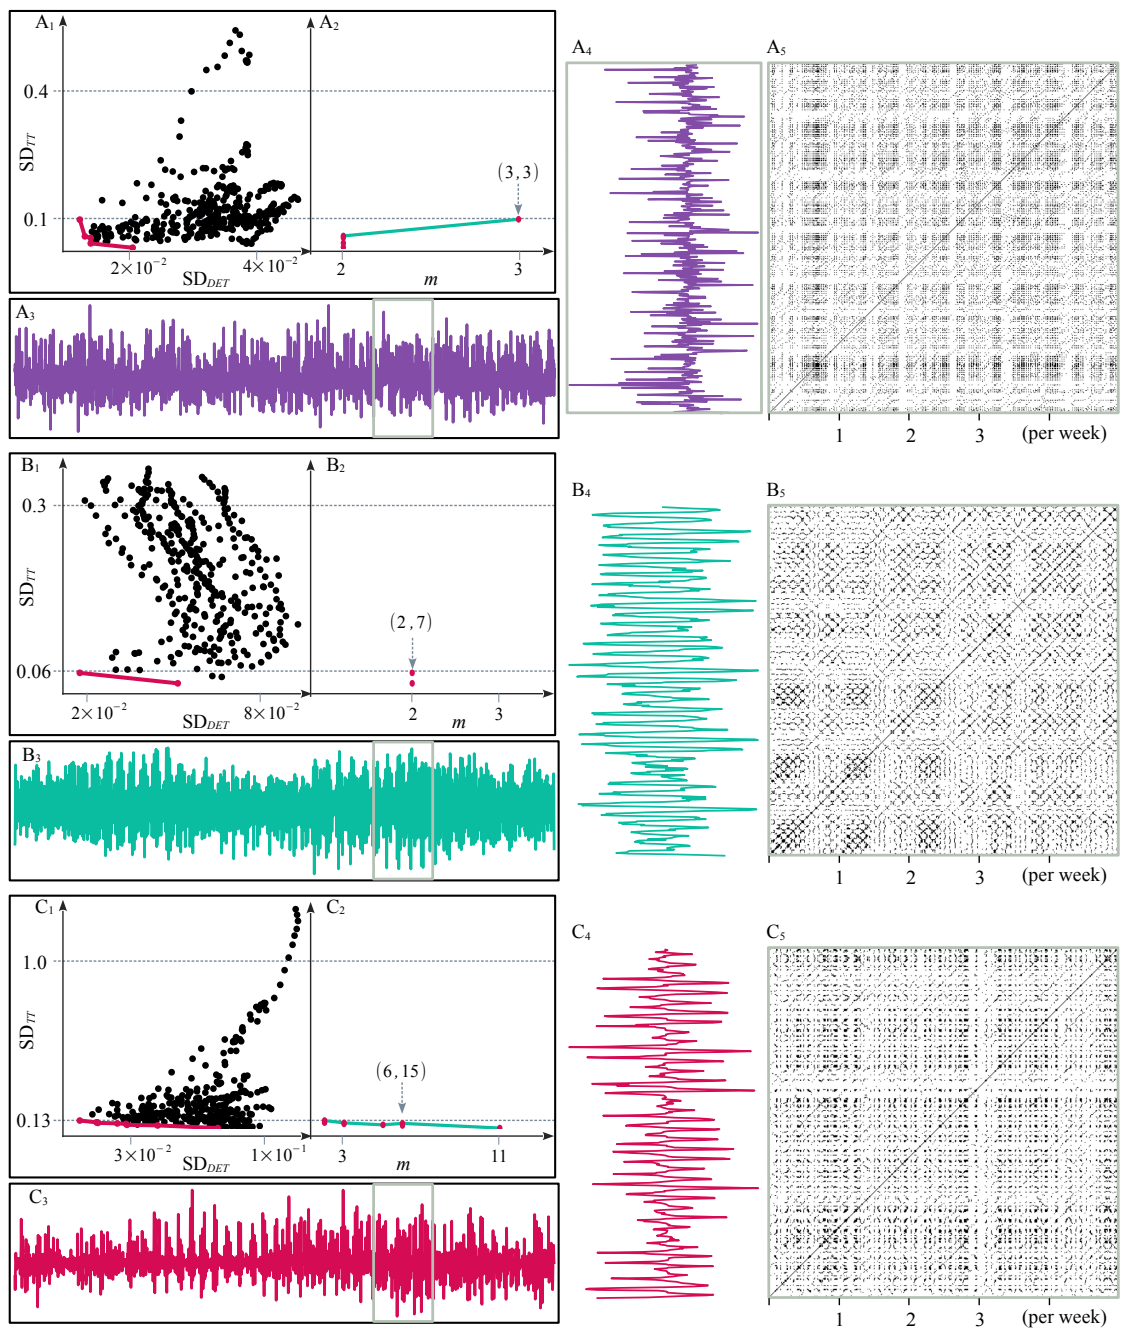 A₁
A₂
0.4
SD_TT
(3,3)
0.1
2×10⁻²
4×10⁻²
2
3
SD_DET
m
A₃
A₄
A₅
1
2
3
(per week)
B₁
B₂
0.3
SD_TT
(2,7)
0.06
2×10⁻²
8×10⁻²
2
3
SD_DET
m
B₃
B₄
B₅
1
2
3
(per week)
C₁
C₂
1.0
SD_TT
(6,15)
0.13
3×10⁻²
1×10⁻¹
3
11
SD_DET
m
C₃
C₄
C₅
1
2
3
(per week)